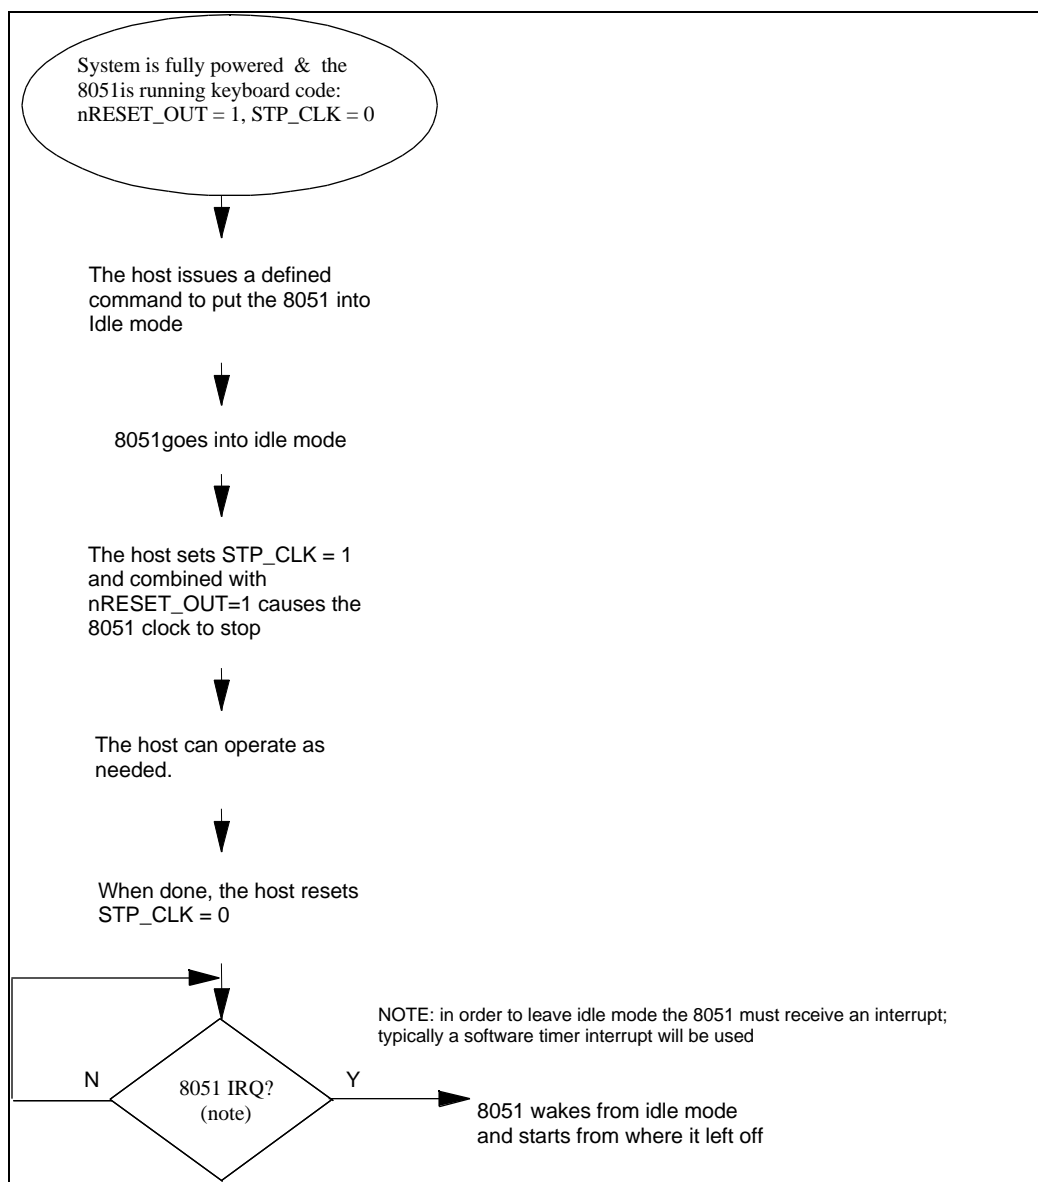 System is fully powered & the
8051is running keyboard code:
nRESET_OUT = 1, STP_CLK = 0
The host issues a defined
command to put the 8051 into
Idle mode
8051goes into idle mode
The host sets STP_CLK = 1
and combined with
nRESET_OUT=1 causes the
8051 clock to stop
The host can operate as
needed.
When done, the host resets
STP_CLK = 0
NOTE: in order to leave idle mode the 8051 must receive an interrupt;
typically a software timer interrupt will be used
N
8051 IRQ?
(note)
Y
8051 wakes from idle mode
and starts from where it left off